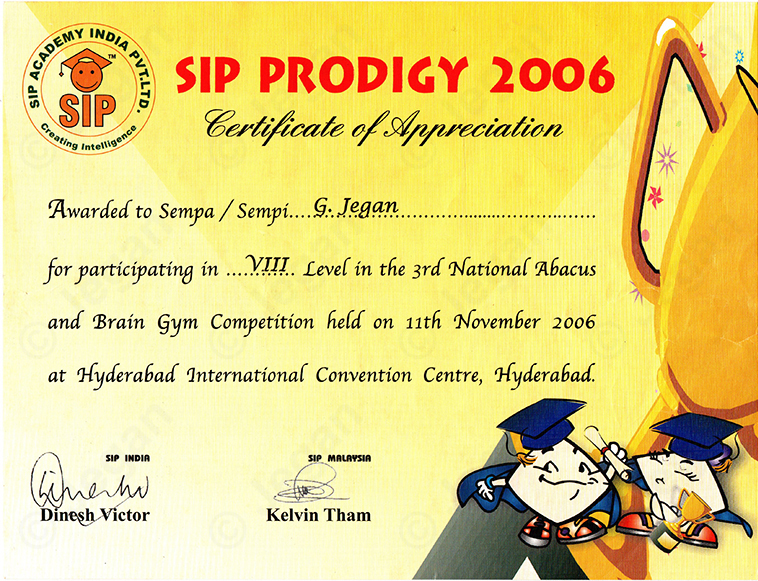 SIP ACADEMY INDIA PVT.LTD.
TM
SIP
Creating Intelligence
SIP PRODIGY 2006
Certificate of Appreciation
Awarded to Sempa / Sempi....G. Jegan..............................
for participating in ....VIII.... Level in the 3rd National Abacus
and Brain Gym Competition held on 11th November 2006
at Hyderabad International Convention Centre, Hyderabad.
SIP INDIA
Dinesh Victor
SIP MALAYSIA
Kelvin Tham